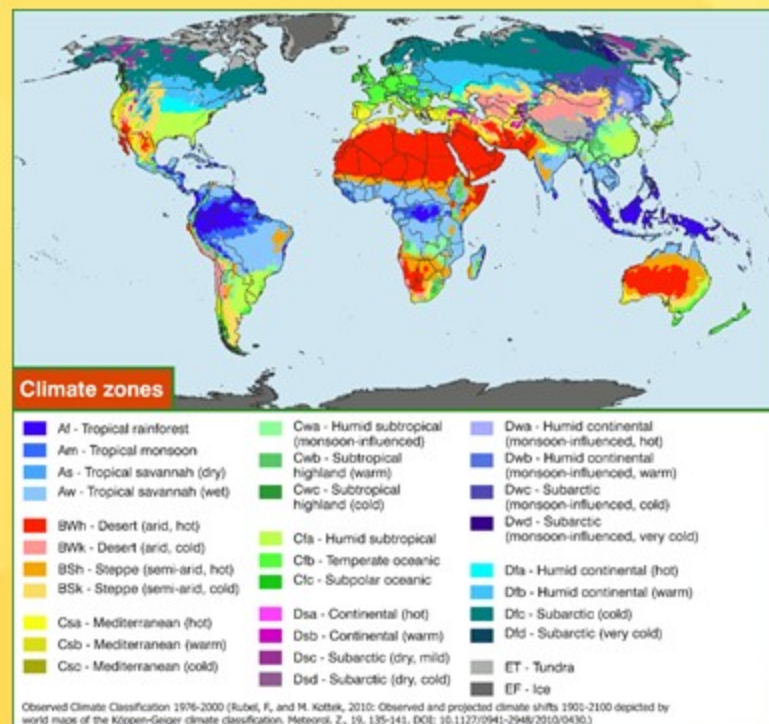 Climate zones
Af - Tropical rainforest
Am - Tropical monsoon
As - Tropical savannah (dry)
Aw - Tropical savannah (wet)
BWh - Desert (arid, hot)
BWk - Desert (arid, cold)
BSh - Steppe (semi-arid, hot)
BSk - Steppe (semi-arid, cold)
Csa - Mediterranean (hot)
Csb - Mediterranean (warm)
Csc - Mediterranean (cold)
Cwa - Humid subtropical
(monsoon-influenced)
Cwb - Subtropical
highland (warm)
Cwc - Subtropical
highland (cold)
Cfa - Humid subtropical
Cfb - Temperate oceanic
Cfc - Subpolar oceanic
Dsa - Continental (hot)
Dsb - Continental (warm)
Dsc - Subarctic (dry, mild)
Dsd - Subarctic (dry, cold)
Dwa - Humid continental
(monsoon-influenced, hot)
Dwb - Humid continental
(monsoon-influenced, warm)
Dwc - Subarctic
(monsoon-influenced, cold)
Dwd - Subarctic
(monsoon-influenced, very cold)
Dfa - Humid continental (hot)
Dfb - Humid continental (warm)
Dfc - Subarctic (cold)
Dfd - Subarctic (very cold)
ET - Tundra
EF - Ice
Observed Climate Classification 1976-2000 (Rubel, F., and M. Kottek, 2010: Observed and projected climate shifts 1901-2100 depicted by
world maps of the Köppen-Geiger climate classification. Meteorol. Z., 19, 135-141. DOI: 10.1127/0941-2948/2010/0430.)